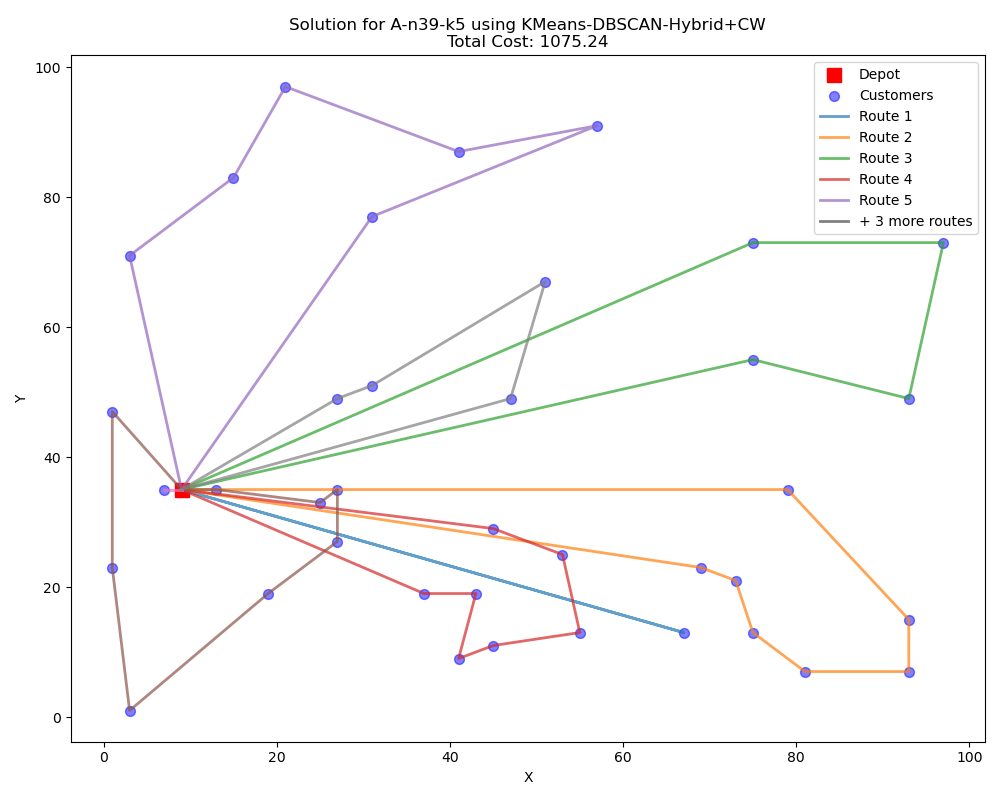 Solution for A-n39-k5 using KMeans-DBSCAN-Hybrid+CW
Total Cost: 1075.24
Depot
Customers
Route 1
Route 2
Route 3
Route 4
Route 5
+ 3 more routes
Y
100
80
60
40
20
0
0 20 40 60 80 100
X